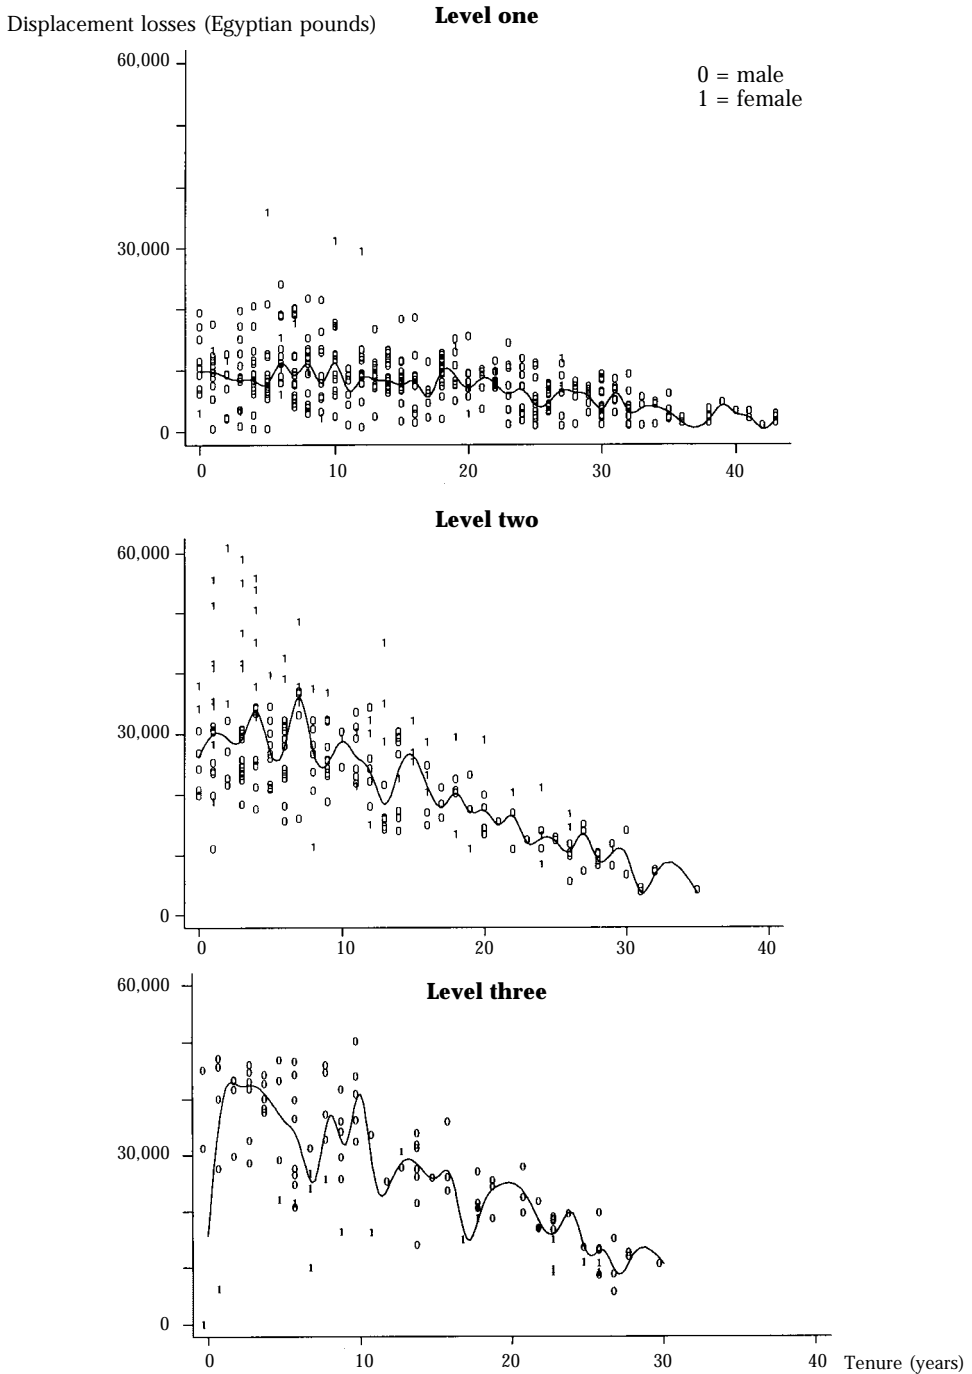 Level one
Displacement losses (Egyptian pounds)
60,000
0 = male
1 = female
30,000
0
0 10 20 30 40
Level two
60,000
30,000
0
0 10 20 30 40
Level three
60,000
30,000
0
0 10 20 30 40 Tenure (years)